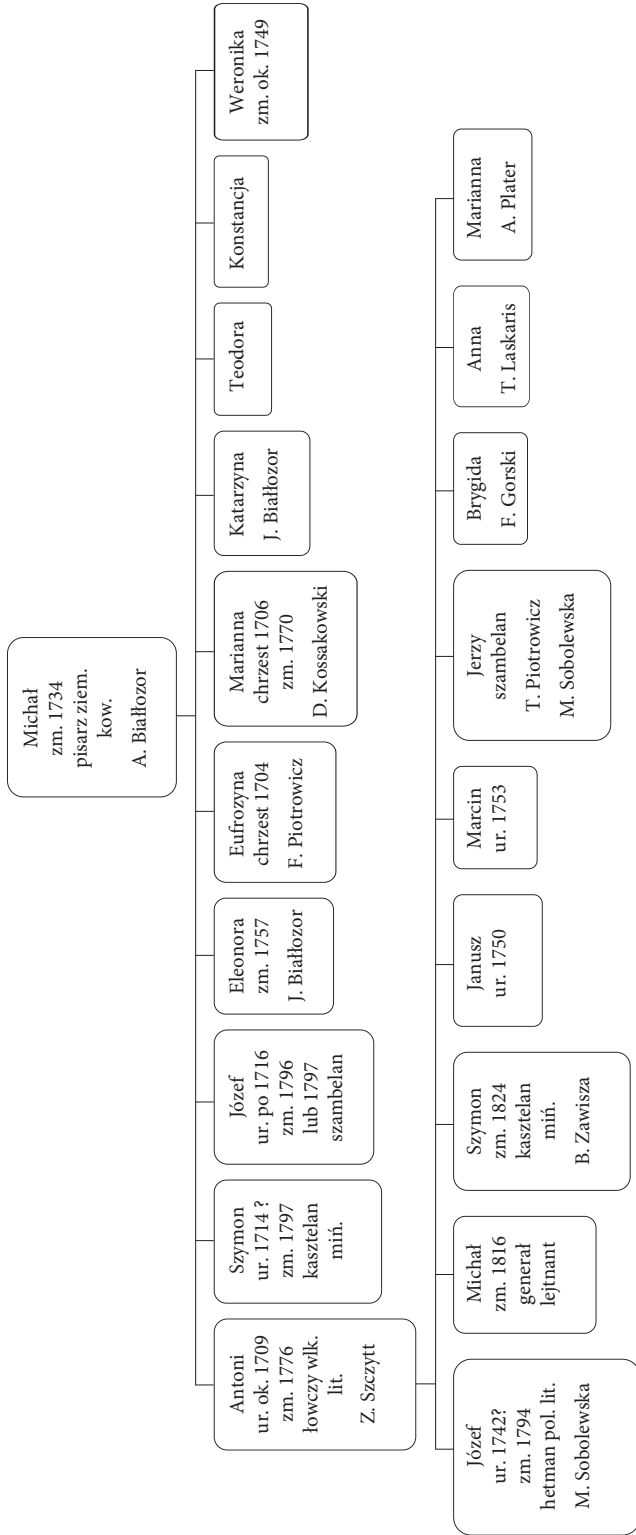 Michał
zm. 1734
pisarz ziem.
kow.
A. Białłozor
Antoni
ur. ok. 1709
zm. 1776
łowczy wlk.
lit.
Z. Szczytt
Szymon
ur. 1714 ?
zm. 1797
kasztelan
miń.
Józef
ur. po 1716
zm. 1796
lub 1797
szambelan
Eleonora
zm. 1757
J. Białłozor
Eufrozyna
chrzest 1704
F. Piotrowicz
Marianna
chrzest 1706
zm. 1770
D. Kossakowski
Katarzyna
J. Białłozor
Teodora
Konstancja
Weronika
zm. ok. 1749
Józef
ur. 1742?
zm. 1794
hetman pol. lit.
M. Sobolewska
Michał
zm. 1816
generał
lejtnant
Szymon
zm. 1824
kasztelan
miń.
B. Zawisza
Janusz
ur. 1750
Marcin
ur. 1753
Jerzy
szambelan
T. Piotrowicz
M. Sobolewska
Brygida
F. Gorski
Anna
T. Laskaris
Marianna
A. Plater